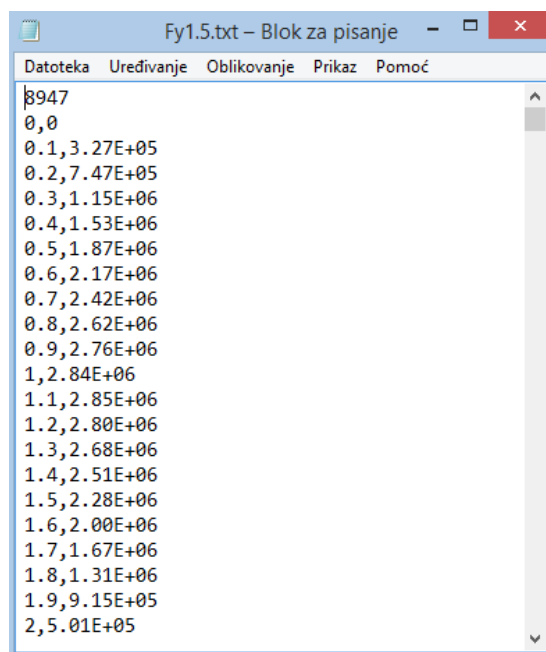 Fy1.5.txt – Blok za pisanje
Datoteka Uređivanje Oblikovanje Prikaz Pomoć
8947
0,0
0.1,3.27E+05
0.2,7.47E+05
0.3,1.15E+06
0.4,1.53E+06
0.5,1.87E+06
0.6,2.17E+06
0.7,2.42E+06
0.8,2.62E+06
0.9,2.76E+06
1,2.84E+06
1.1,2.85E+06
1.2,2.80E+06
1.3,2.68E+06
1.4,2.51E+06
1.5,2.28E+06
1.6,2.00E+06
1.7,1.67E+06
1.8,1.31E+06
1.9,9.15E+05
2,5.01E+05